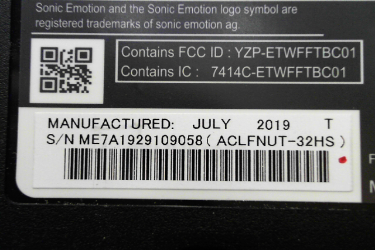 Sonic Emotion and the Sonic Emotion logo symbol are
registered trademarks of sonic emotion ag.
Contains FCC ID : YZP-ETWFFTBC01
Contains IC : 7414C-ETWFFTBC01
MANUFACTURED: JULY 2019 T
S/N ME7A1929109058 ( ACLFNUT-32HS )